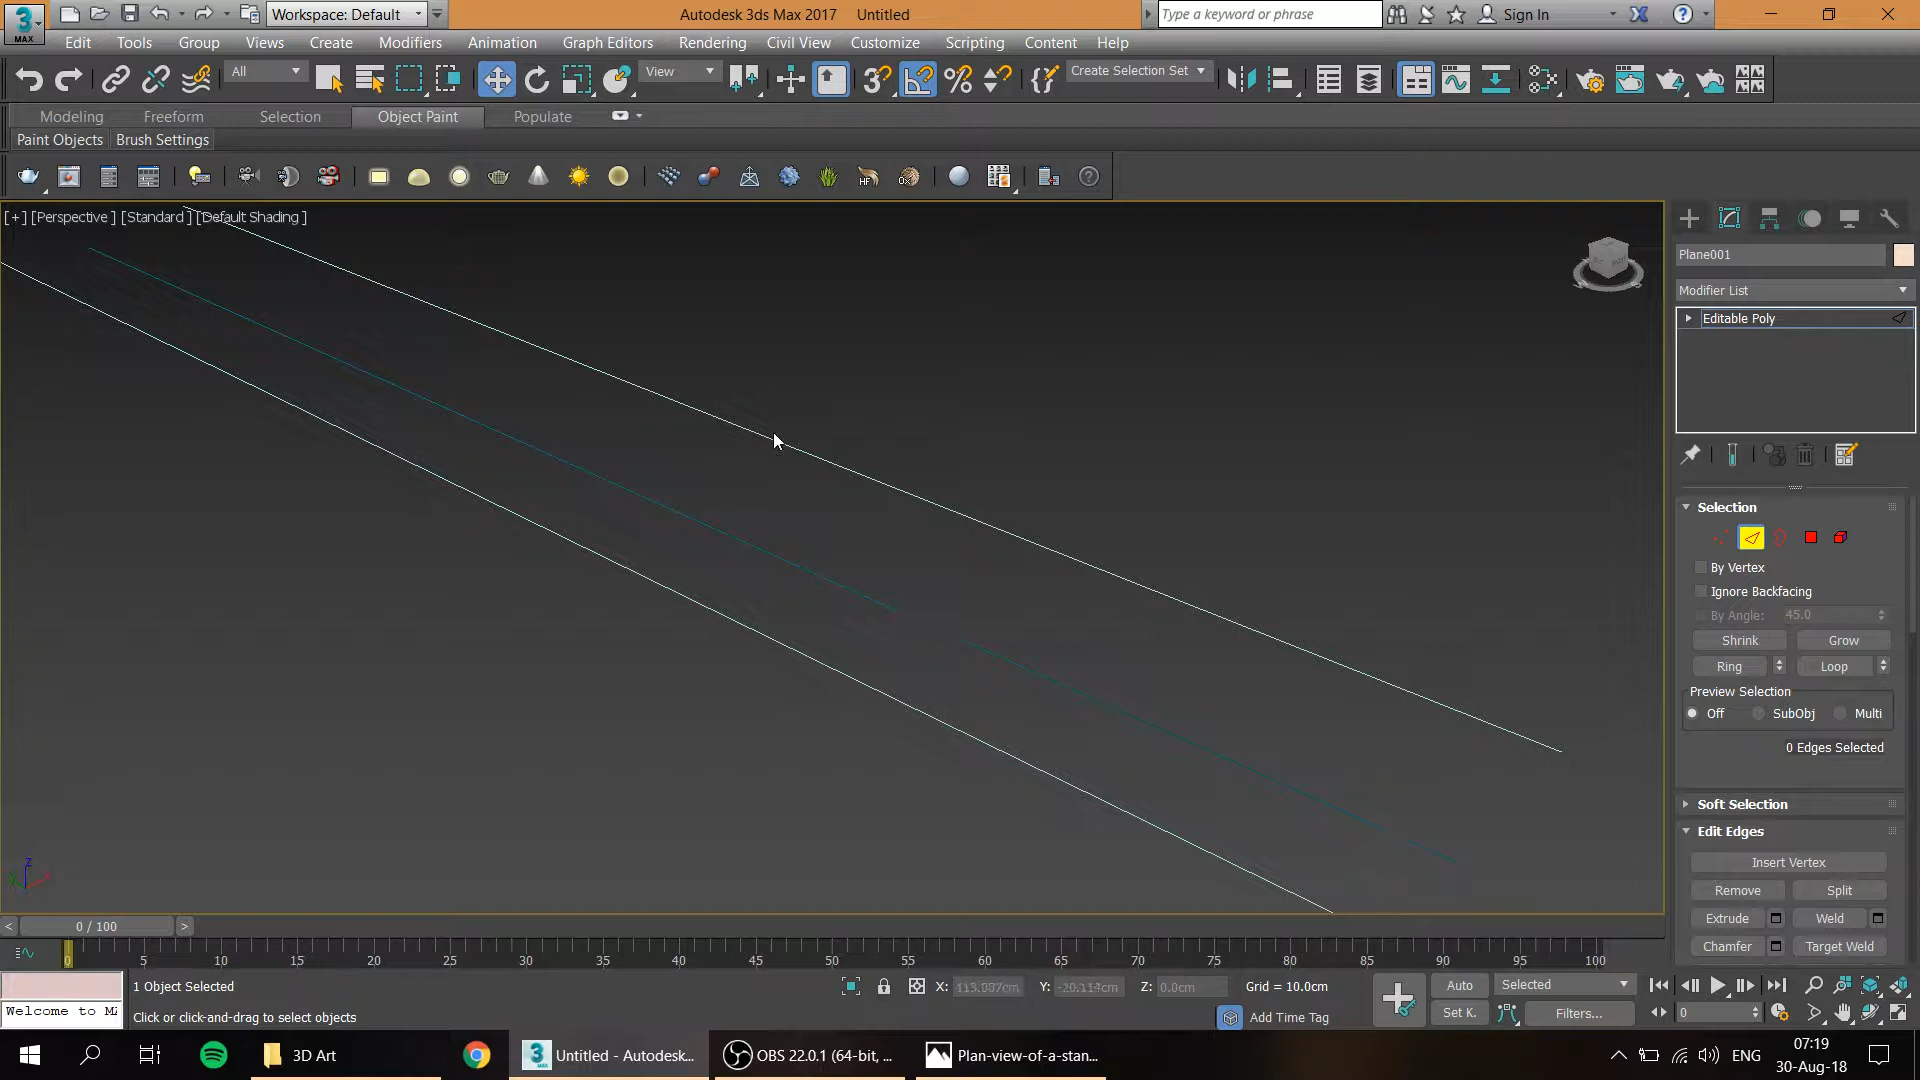 3 MAX Workspace: Default Autodesk 3ds Max 2017 Untitled Type a keyword or phrase Sign In
Edit Tools Group Views Create Modifiers Animation Graph Editors Rendering Civil View Customize Scripting Content Help
All View Create Selection Set
Modeling Freeform Selection Object Paint Populate
Paint Objects Brush Settings
[+] [Perspective ] [Standard ] [Default Shading ]
Plane001
Modifier List
Editable Poly
Selection
By Vertex
Ignore Backfacing
By Angle: 45.0
Shrink Grow
Ring Loop
Preview Selection
Off SubObj Multi
0 Edges Selected
Soft Selection
Edit Edges
Insert Vertex
Remove Split
Extrude Weld
Chamfer Target Weld
z
x
< 0 / 100 >
0 5 10 15 20 25 30 35 40 45 50 55 60 65 70 75 80 85 90 95 100
1 Object Selected X: Y: Z: 0.0cm Grid = 10.0cm Auto Selected
Welcome to MA Click or click-and-drag to select objects Add Time Tag Set K. Filters... 0
3D Art Untitled - Autodesk... OBS 22.0.1 (64-bit, ... Plan-view-of-a-stan... ENG 07:19
30-Aug-18